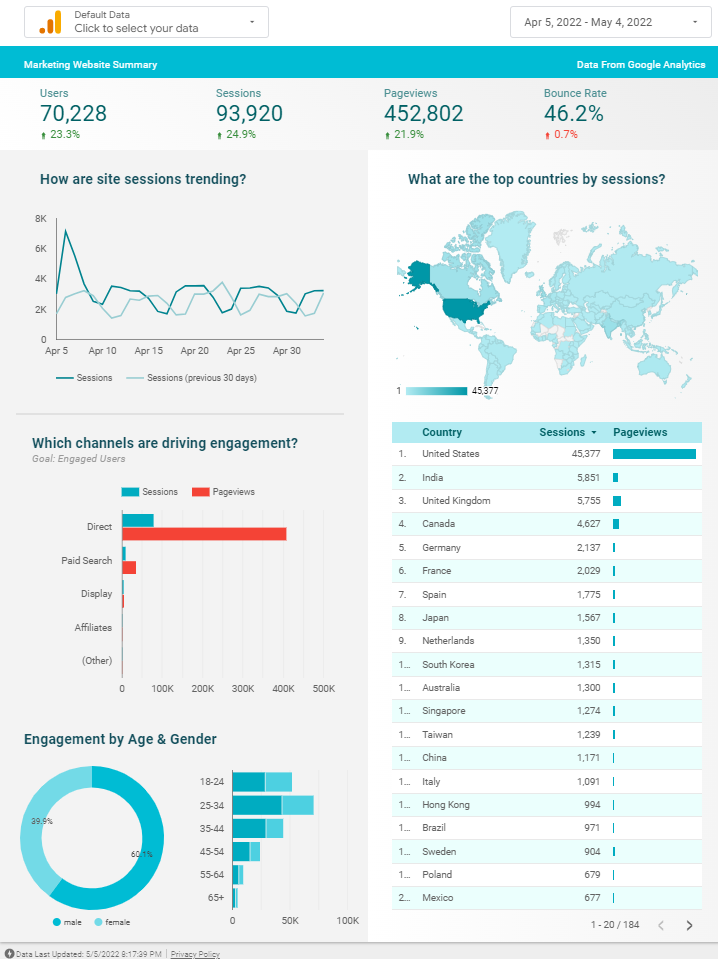 Default Data
Click to select your data
Apr 5, 2022 - May 4, 2022
Marketing Website Summary
Data From Google Analytics
Users
70,228
23.3%
Sessions
93,920
24.9%
Pageviews
452,802
21.9%
Bounce Rate
46.2%
0.7%
How are site sessions trending?
8K
6K
4K
2K
0
Apr 5 Apr 10 Apr 15 Apr 20 Apr 25 Apr 30
Sessions Sessions (previous 30 days)
Which channels are driving engagement?
Goal: Engaged Users
Sessions Pageviews
Direct
Paid Search
Display
Affiliates
(Other)
0 100K 200K 300K 400K 500K
Engagement by Age & Gender
39.9%
60.1%
male female
18-24
25-34
35-44
45-54
55-64
65+
0 50K 100K
What are the top countries by sessions?
1 45,377
Country Sessions Pageviews
1. United States 45,377
2. India 5,851
3. United Kingdom 5,755
4. Canada 4,627
5. Germany 2,137
6. France 2,029
7. Spain 1,775
8. Japan 1,567
9. Netherlands 1,350
1... South Korea 1,315
1... Australia 1,300
1... Singapore 1,274
1... Taiwan 1,239
1... China 1,171
1... Italy 1,091
1... Hong Kong 994
1... Brazil 971
1... Sweden 904
1... Poland 679
2... Mexico 677
1 - 20 / 184
Data Last Updated: 5/5/2022 8:17:39 PM | Privacy Policy